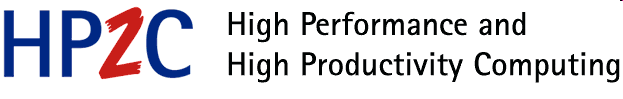 HP2C
High Performance and
High Productivity Computing